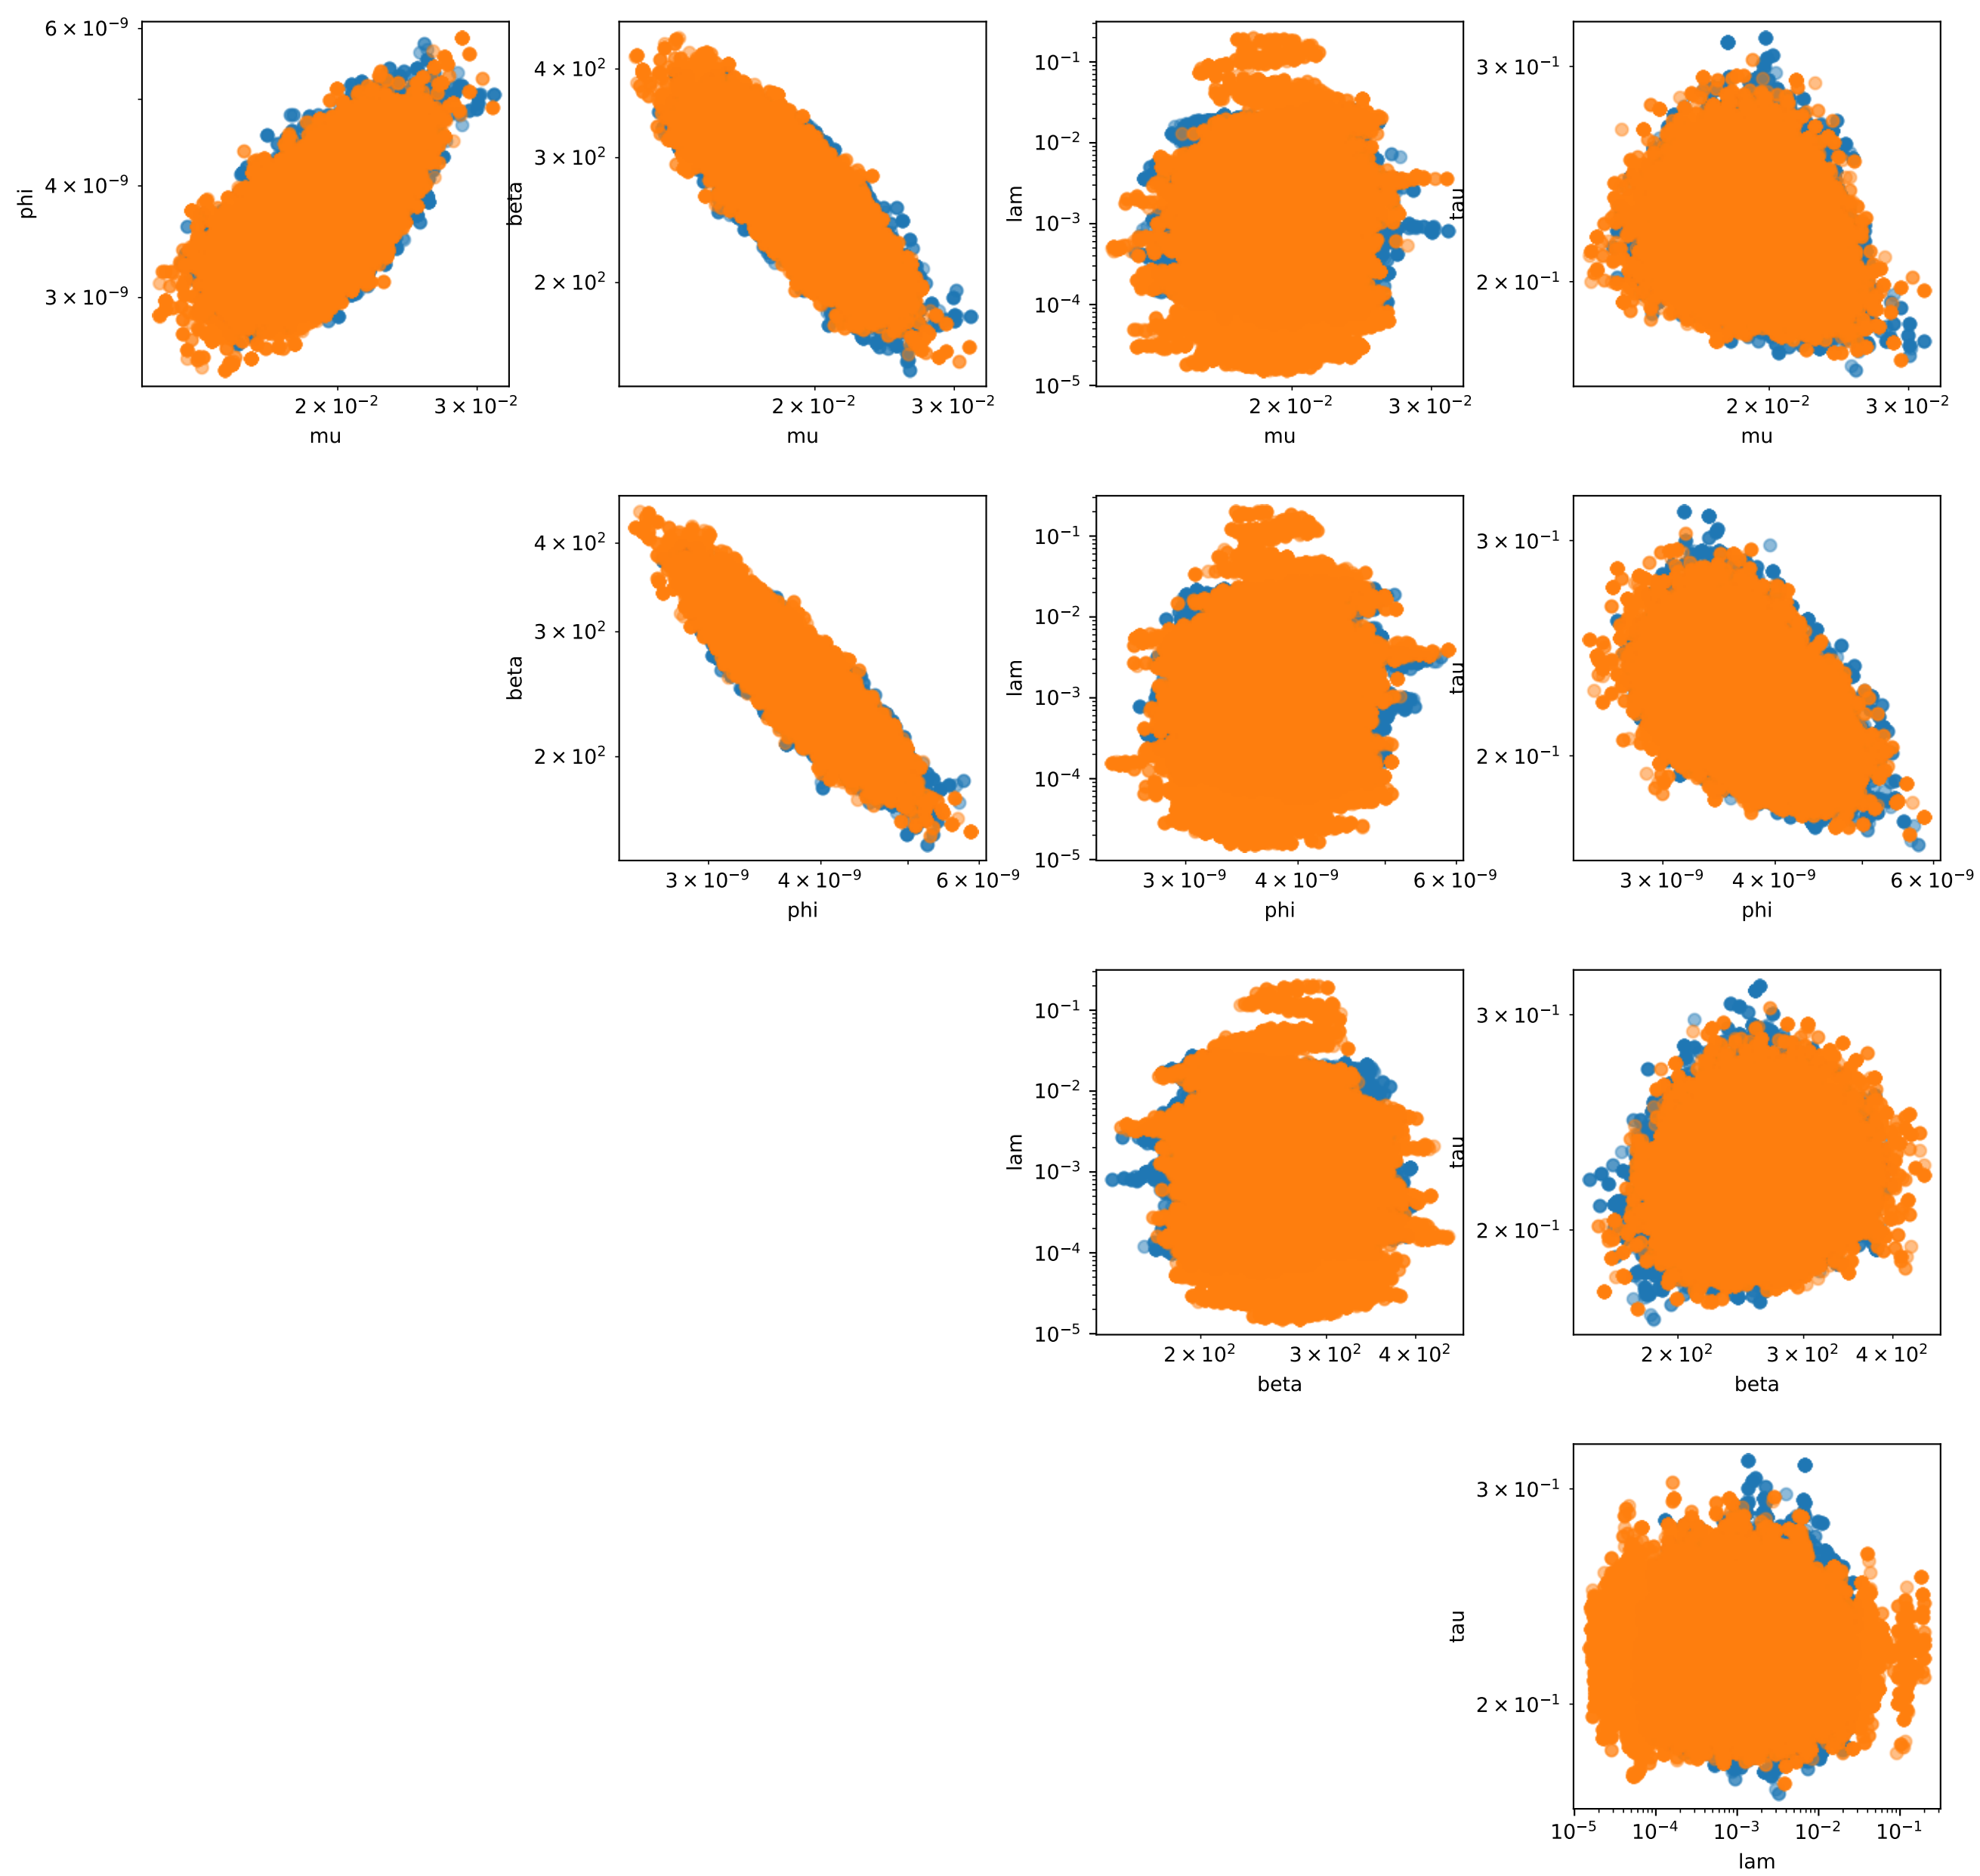 6 × 10⁻⁹
4 × 10⁻⁹
3 × 10⁻⁹
phi
2 × 10⁻² 3 × 10⁻²
mu
4 × 10²
3 × 10²
2 × 10²
beta
2 × 10⁻² 3 × 10⁻²
mu
10⁻¹
10⁻²
10⁻³
10⁻⁴
10⁻⁵
lam
2 × 10⁻² 3 × 10⁻²
mu
3 × 10⁻¹
2 × 10⁻¹
tau
2 × 10⁻² 3 × 10⁻²
mu
4 × 10²
3 × 10²
2 × 10²
beta
3 × 10⁻⁹ 4 × 10⁻⁹ 6 × 10⁻⁹
phi
10⁻¹
10⁻²
10⁻³
10⁻⁴
10⁻⁵
lam
3 × 10⁻⁹ 4 × 10⁻⁹ 6 × 10⁻⁹
phi
3 × 10⁻¹
2 × 10⁻¹
tau
3 × 10⁻⁹ 4 × 10⁻⁹ 6 × 10⁻⁹
phi
10⁻¹
10⁻²
10⁻³
10⁻⁴
10⁻⁵
lam
2 × 10² 3 × 10² 4 × 10²
beta
3 × 10⁻¹
2 × 10⁻¹
tau
2 × 10² 3 × 10² 4 × 10²
beta
3 × 10⁻¹
2 × 10⁻¹
tau
10⁻⁵ 10⁻⁴ 10⁻³ 10⁻² 10⁻¹
lam